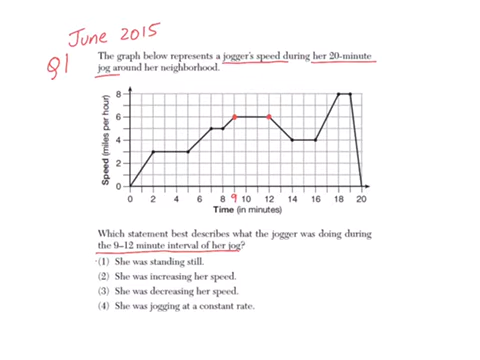 June 2015
Q1
The graph below represents a jogger's speed during her 20-minute
jog around her neighborhood.
Speed (miles per hour)
8
6
4
2
0
0 2 4 6 8 9 10 12 14 16 18 20
Time (in minutes)
Which statement best describes what the jogger was doing during
the 9–12 minute interval of her jog?
(1) She was standing still.
(2) She was increasing her speed.
(3) She was decreasing her speed.
(4) She was jogging at a constant rate.